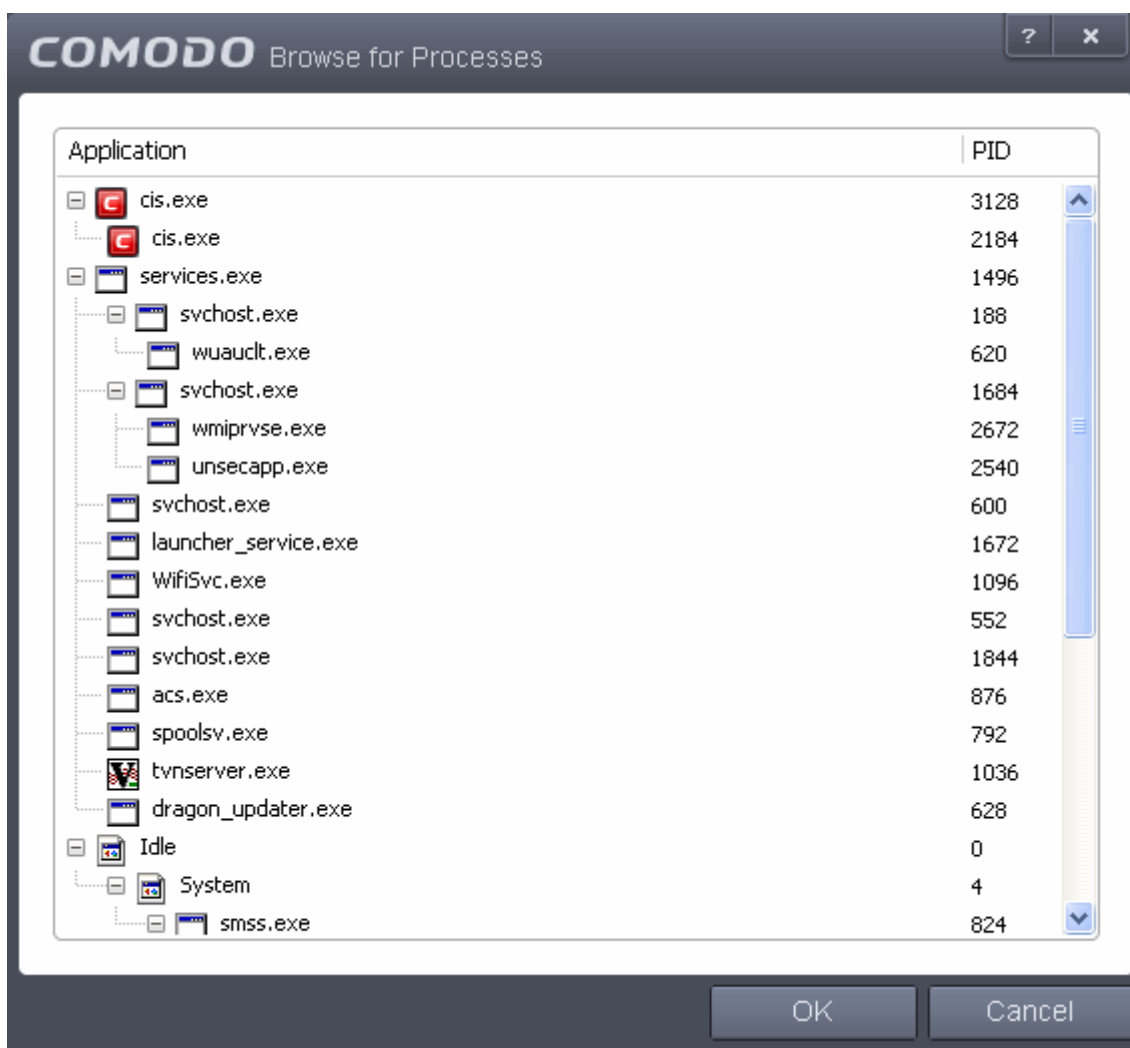 COMODO Browse for Processes ? x
Application PID
cis.exe 3128
cis.exe 2184
services.exe 1496
svchost.exe 188
wuauclt.exe 620
svchost.exe 1684
wmiprvse.exe 2672
unsecapp.exe 2540
svchost.exe 600
launcher_service.exe 1672
WifiSvc.exe 1096
svchost.exe 552
svchost.exe 1844
acs.exe 876
spoolsv.exe 792
tvnserver.exe 1036
dragon_updater.exe 628
Idle 0
System 4
smss.exe 824
OK Cancel